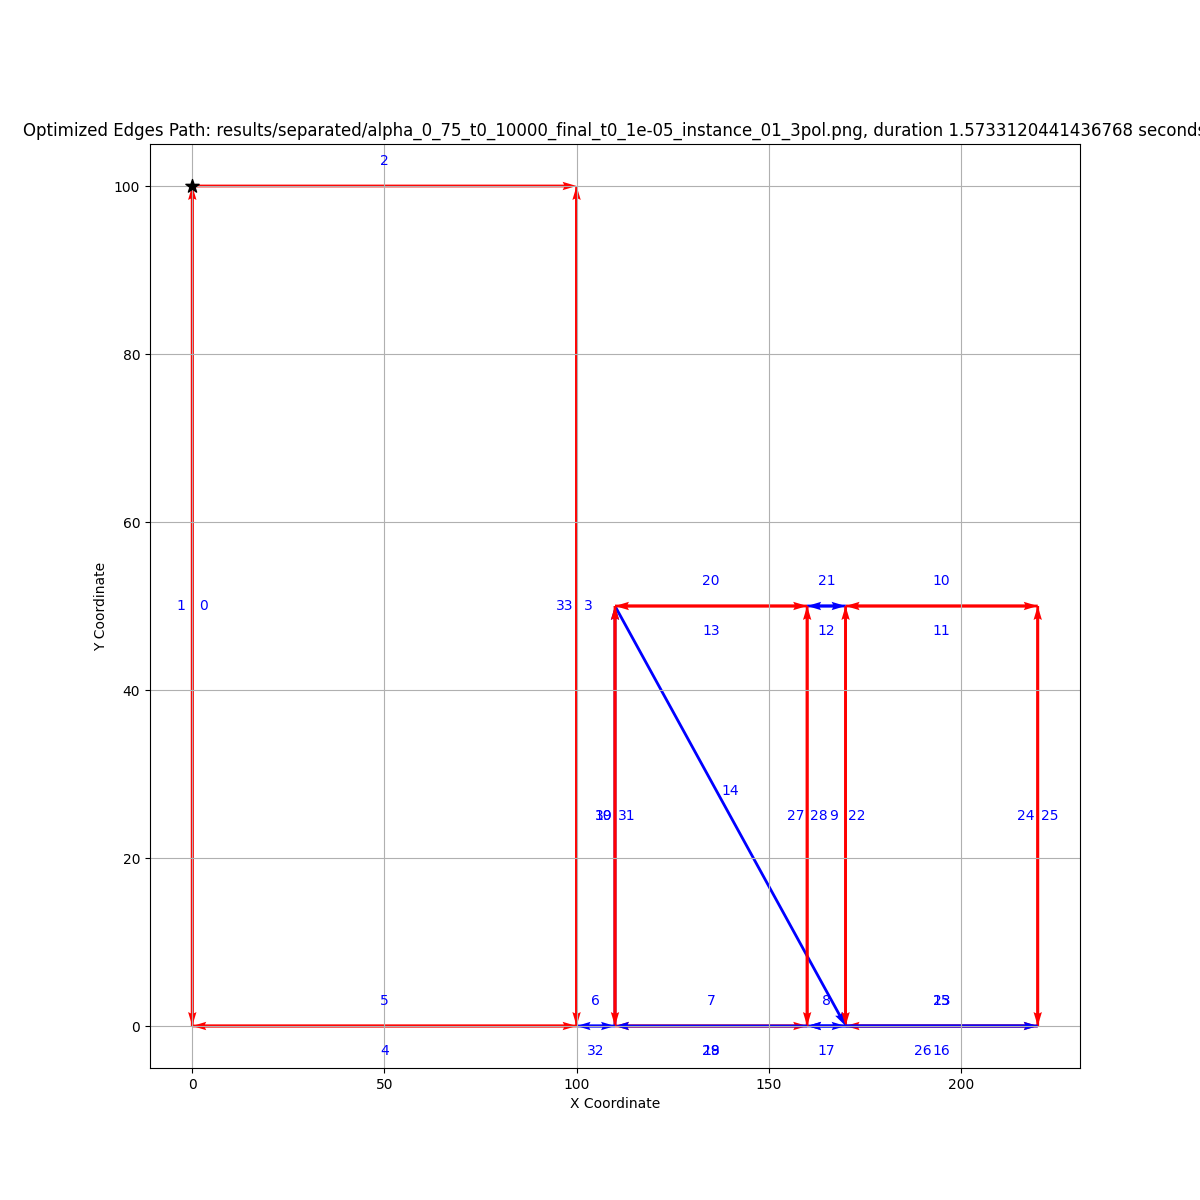 Optimized Edges Path: results/separated/alpha_0_75_t0_10000_final_t0_1e-05_instance_01_3pol.png, duration 1.5733120441436768 seconds
2
100
80
60
20 21 10
1 0 33 3
13 12 11
40
14
31 27 28 9 22 24 25
20
5 6 7 8
0
4 32 17 26 16
0 50 100 150 200
X Coordinate
Y Coordinate